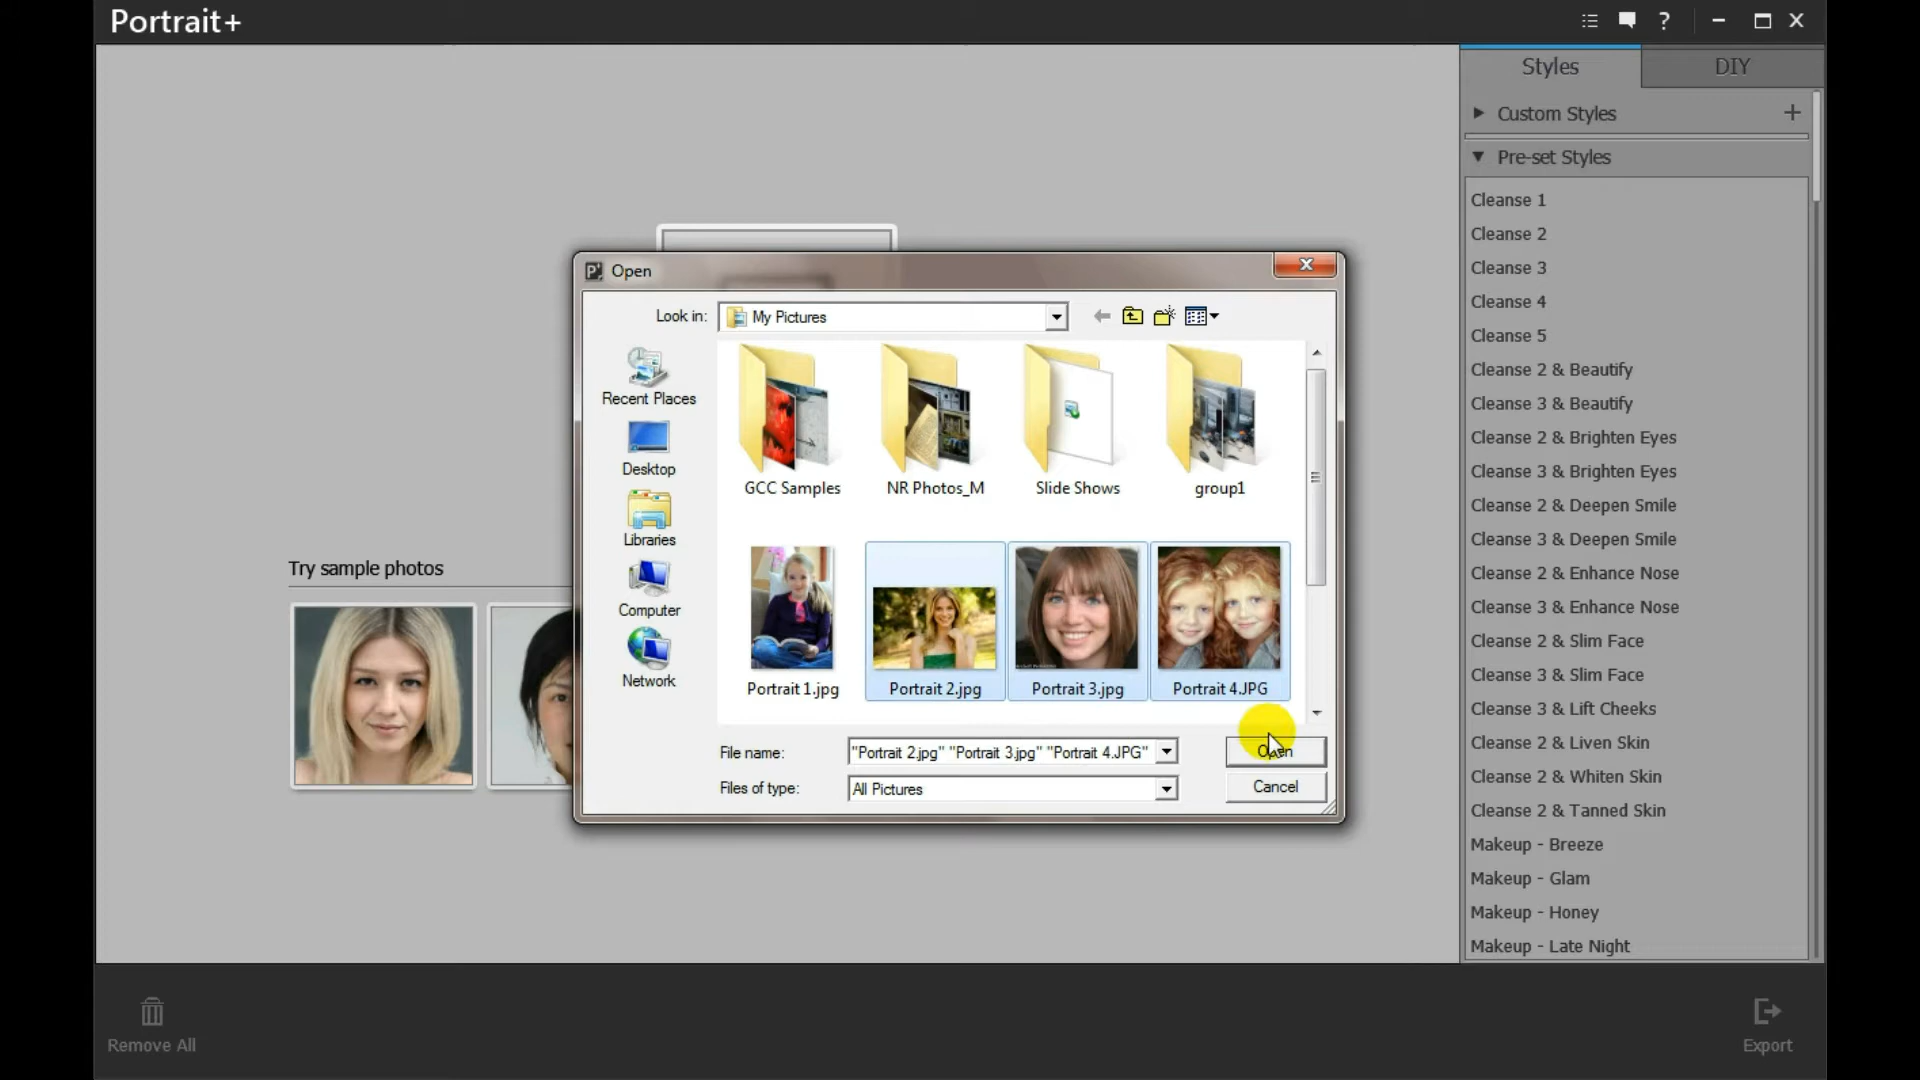 Portrait+
?
Styles
DIY
Custom Styles
Pre-set Styles
Cleanse 1
Cleanse 2
Cleanse 3
Cleanse 4
Cleanse 5
Cleanse 2 & Beautify
Cleanse 3 & Beautify
Cleanse 2 & Brighten Eyes
Cleanse 3 & Brighten Eyes
Cleanse 2 & Deepen Smile
Cleanse 3 & Deepen Smile
Cleanse 2 & Enhance Nose
Cleanse 3 & Enhance Nose
Cleanse 2 & Slim Face
Cleanse 3 & Slim Face
Cleanse 3 & Lift Cheeks
Cleanse 2 & Liven Skin
Cleanse 2 & Whiten Skin
Cleanse 2 & Tanned Skin
Makeup - Breeze
Makeup - Glam
Makeup - Honey
Makeup - Late Night
Try sample photos
Open
Look in:
My Pictures
Recent Places
Desktop
Libraries
Computer
Network
GCC Samples
NR Photos_M
Slide Shows
group1
Portrait 1.jpg
Portrait 2.jpg
Portrait 3.jpg
Portrait 4.JPG
File name:
"Portrait 2.jpg" "Portrait 3.jpg" "Portrait 4.JPG"
Open
Files of type:
All Pictures
Cancel
Remove All
Export